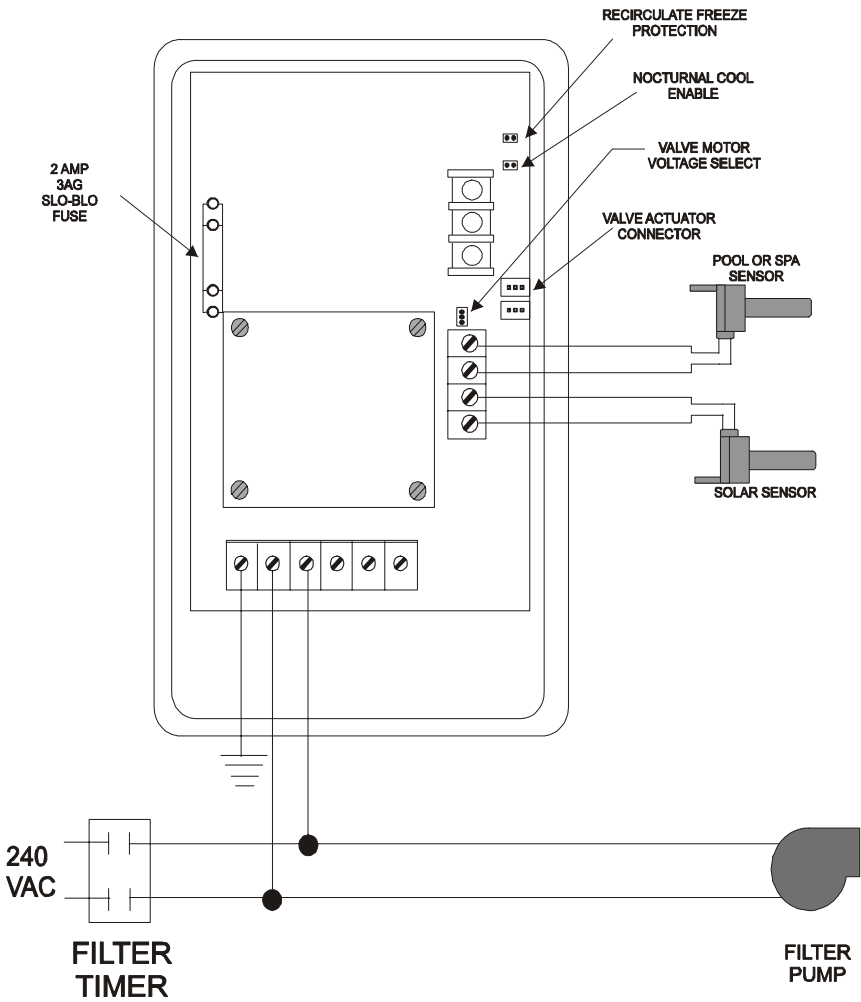 RECIRCULATE FREEZE
PROTECTION
NOCTURNAL COOL
ENABLE
VALVE MOTOR
VOLTAGE SELECT
2 AMP
3AG
SLO-BLO
FUSE
VALVE ACTUATOR
CONNECTOR
POOL OR SPA
SENSOR
SOLAR SENSOR
240
VAC
FILTER
TIMER
FILTER
PUMP